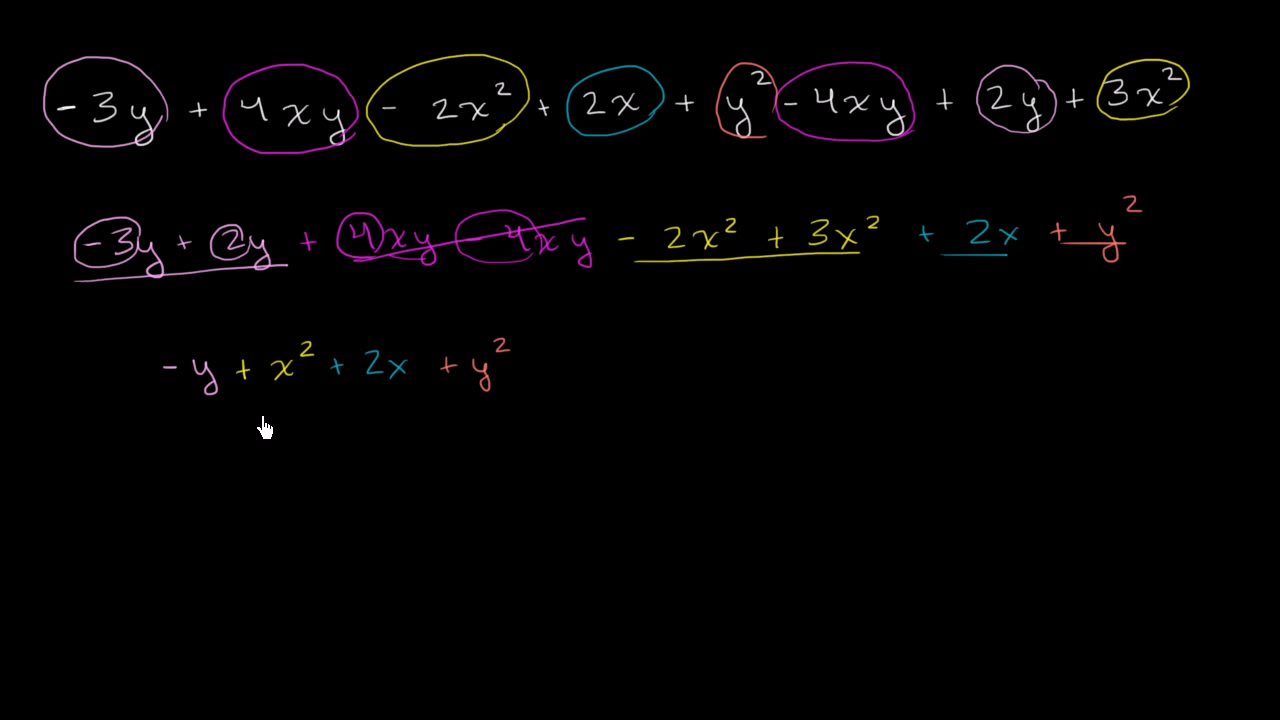 - 3y + 4xy - 2x² + 2x + y² - 4xy + 2y + 3x²
-3y + 2y + 4xy - 4xy - 2x² + 3x² + 2x + y²
- y + x² + 2x + y²